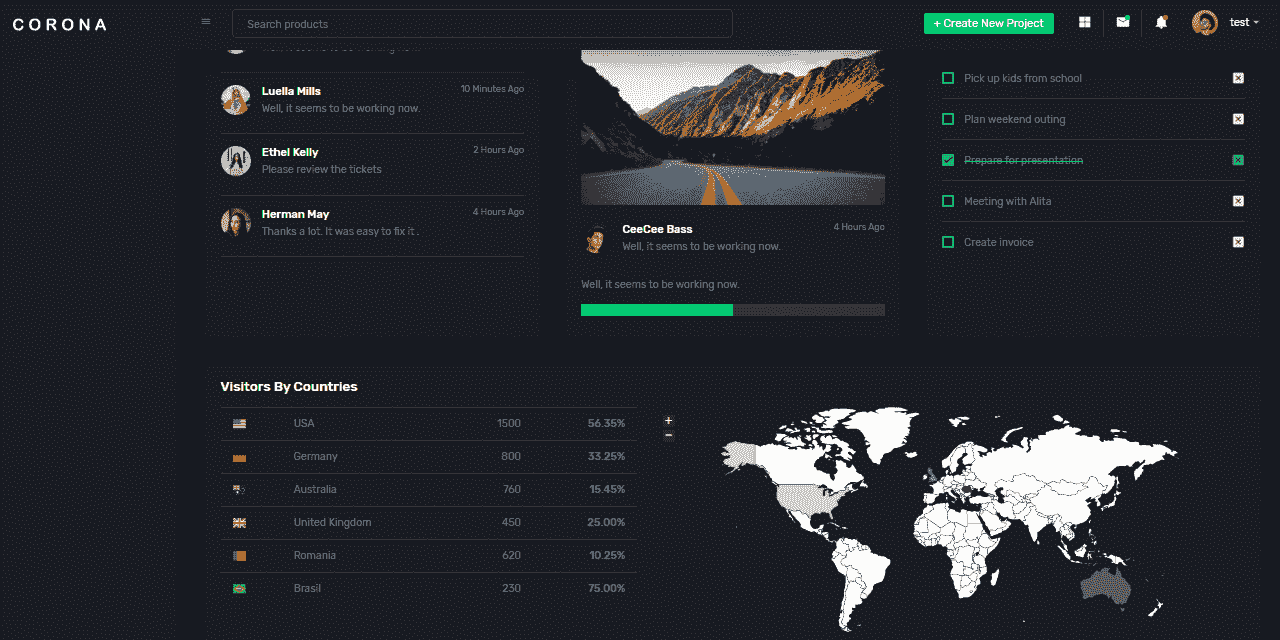 CORONA
Search products
+ Create New Project
test
Luella Mills
10 Minutes Ago
Well, it seems to be working now.
Ethel Kelly
2 Hours Ago
Please review the tickets
Herman May
4 Hours Ago
Thanks a lot. It was easy to fix it .
CeeCee Bass
4 Hours Ago
Well, it seems to be working now.
Well, it seems to be working now.
Pick up kids from school
Plan weekend outing
Prepare for presentation
Meeting with Alita
Create invoice
Visitors By Countries
USA 1500 56.35%
Germany 800 33.25%
Australia 760 15.45%
United Kingdom 450 25.00%
Romania 620 10.25%
Brasil 230 75.00%
+
−